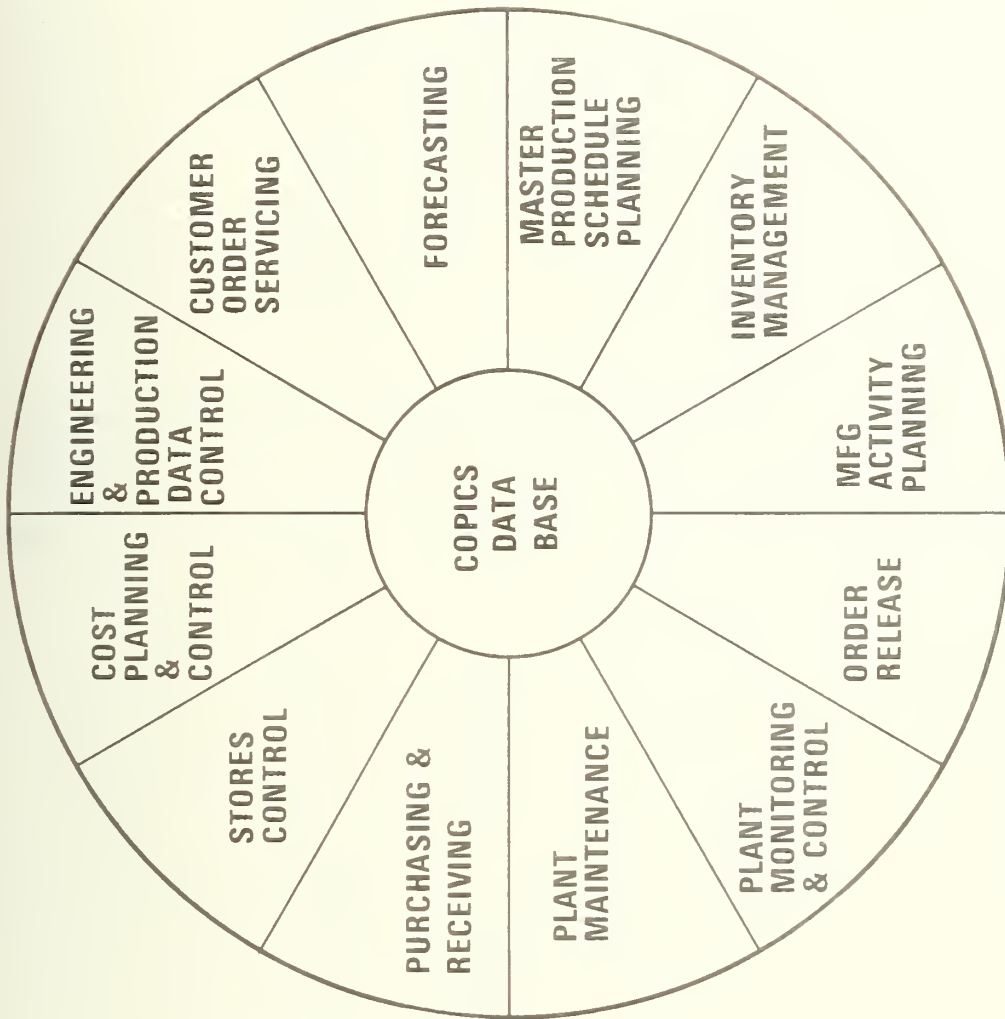 ENGINEERING
&
PRODUCTION
DATA
CONTROL
CUSTOMER
ORDER
SERVICING
FORECASTING
MASTER
PRODUCTION
SCHEDULE
PLANNING
INVENTORY
MANAGEMENT
MFG
ACTIVITY
PLANNING
ORDER
RELEASE
PLANT
MONITORING
& CONTROL
PLANT
MAINTENANCE
PURCHASING &
RECEIVING
STORES
CONTROL
COST
PLANNING
&
CONTROL
COPICS
DATA
BASE